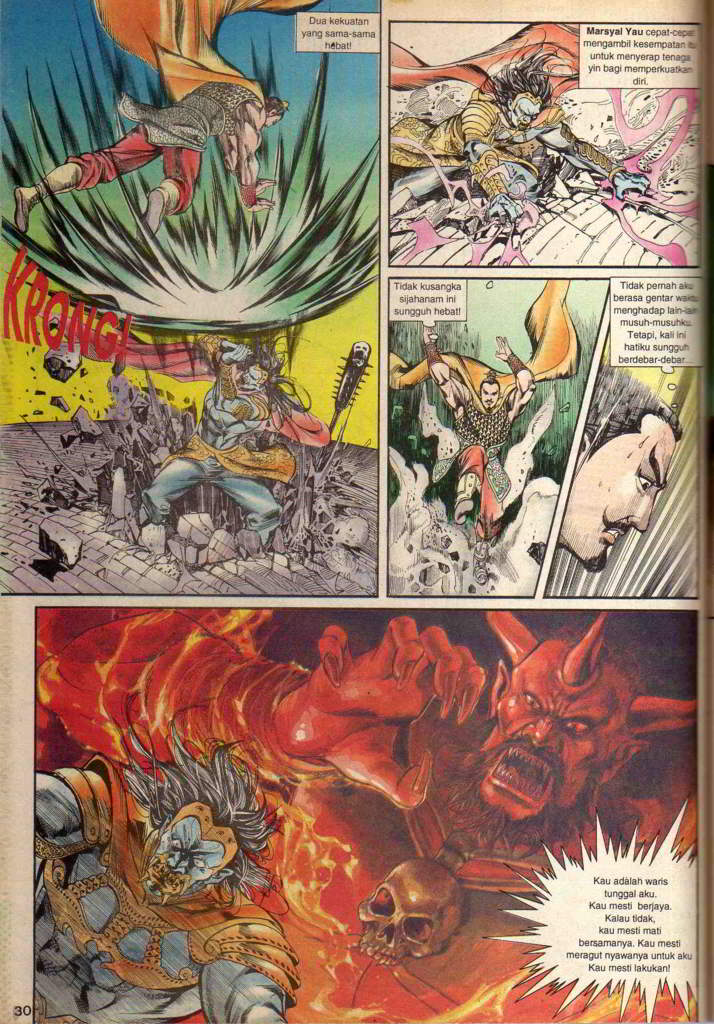 Dua kekuatan
yang sama-sama
hebat!
KRONG!
Marsyal Yau cepat-cepat
mengambil kesempatan itu
untuk menyerap tenaga
yin bagi memperkuatkan
diri.
Tidak kusangka
sijahanam ini
sungguh hebat!
Tidak pernah aku
berasa gentar waktu
menghadap lain-lain
musuh-musuhku.
Tetapi, kali ini
hatiku sungguh
berdebar-debar...
Kau adalah waris
tunggal aku.
Kau mesti berjaya.
Kalau tidak,
kau mesti mati
bersamanya. Kau mesti
meragut nyawanya untuk aku
Kau mesti lakukan!
30